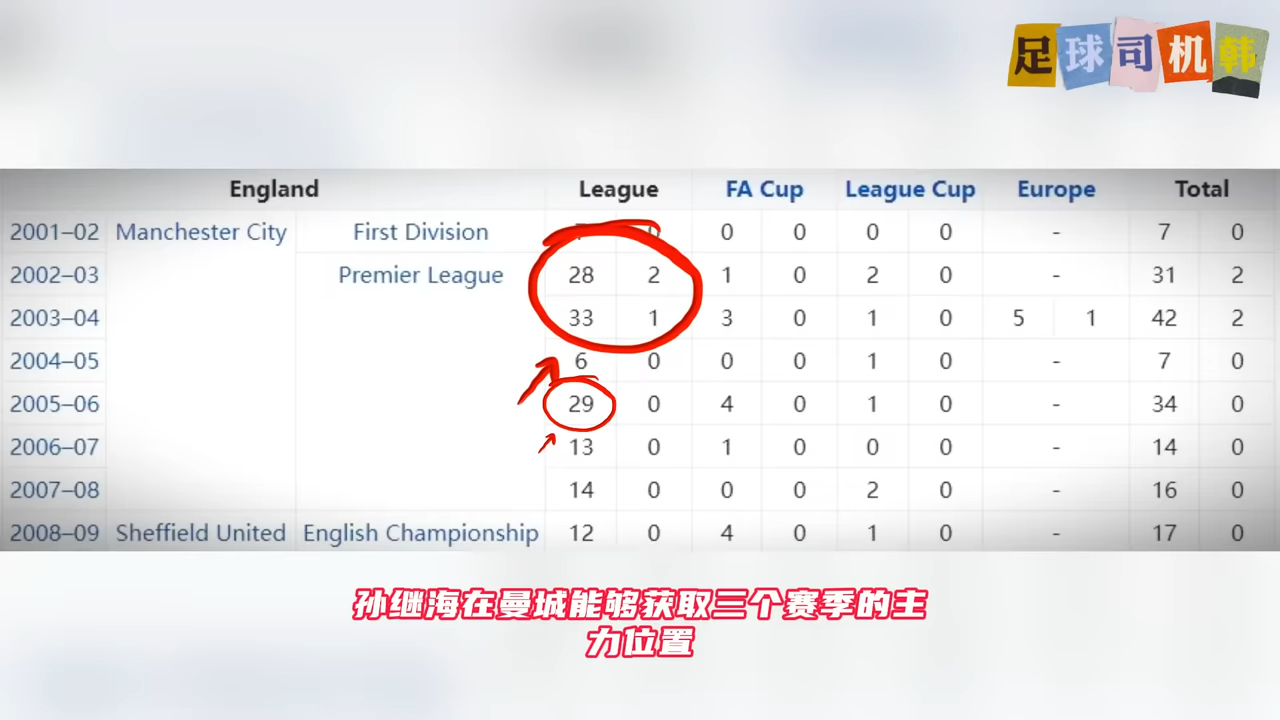 足球司机韩
England League FA Cup League Cup Europe Total
2001–02 Manchester City First Division 0 0 0 0 - 7 0
2002–03 Premier League 28 2 1 0 2 0 - 31 2
2003–04 33 1 3 0 1 0 5 1 42 2
2004–05 6 0 0 0 1 0 - 7 0
2005–06 29 0 4 0 1 0 - 34 0
2006–07 13 0 1 0 0 0 - 14 0
2007–08 14 0 0 0 2 0 - 16 0
2008–09 Sheffield United English Championship 12 0 4 0 1 0 - 17 0
孙继海在曼城能够获取三个赛季的主
力位置